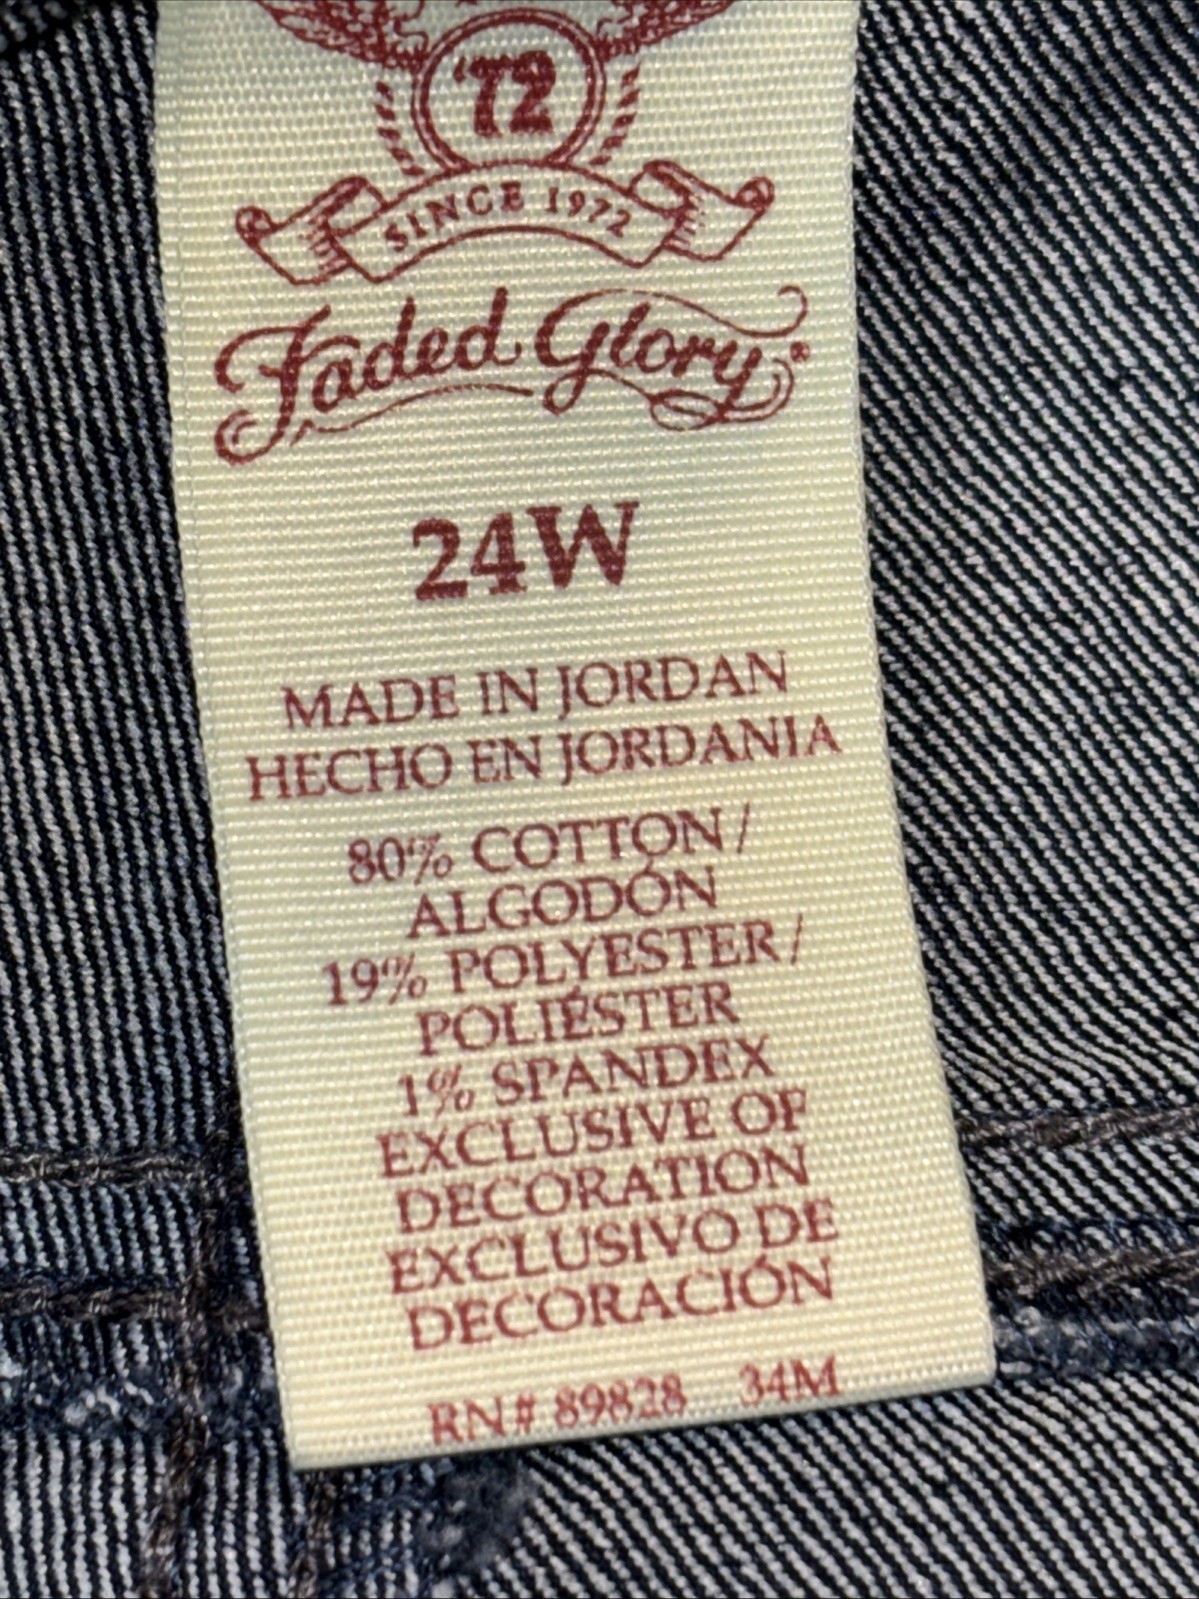 '72
SINCE 1972
Faded Glory®
24W
MADE IN JORDAN
HECHO EN JORDANIA
80% COTTON/
ALGODÓN
19% POLYESTER/
POLIÉSTER
1% SPANDEX
EXCLUSIVE OF
DECORATION
EXCLUSIVO DE
DECORACIÓN
RN# 89828 34M